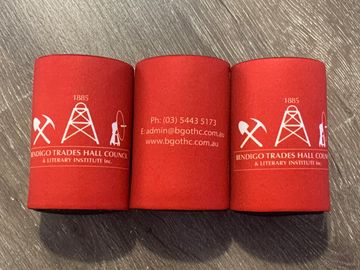 1885
BENDIGO TRADES HALL COUNCIL
& LITERARY INSTITUTE Inc.
Ph: (03) 5443 5173
E: admin@bgothc.com.au
www.bgothc.com.au
1885
BENDIGO TRADES HALL COUNCIL
& LITERARY INSTITUTE Inc.